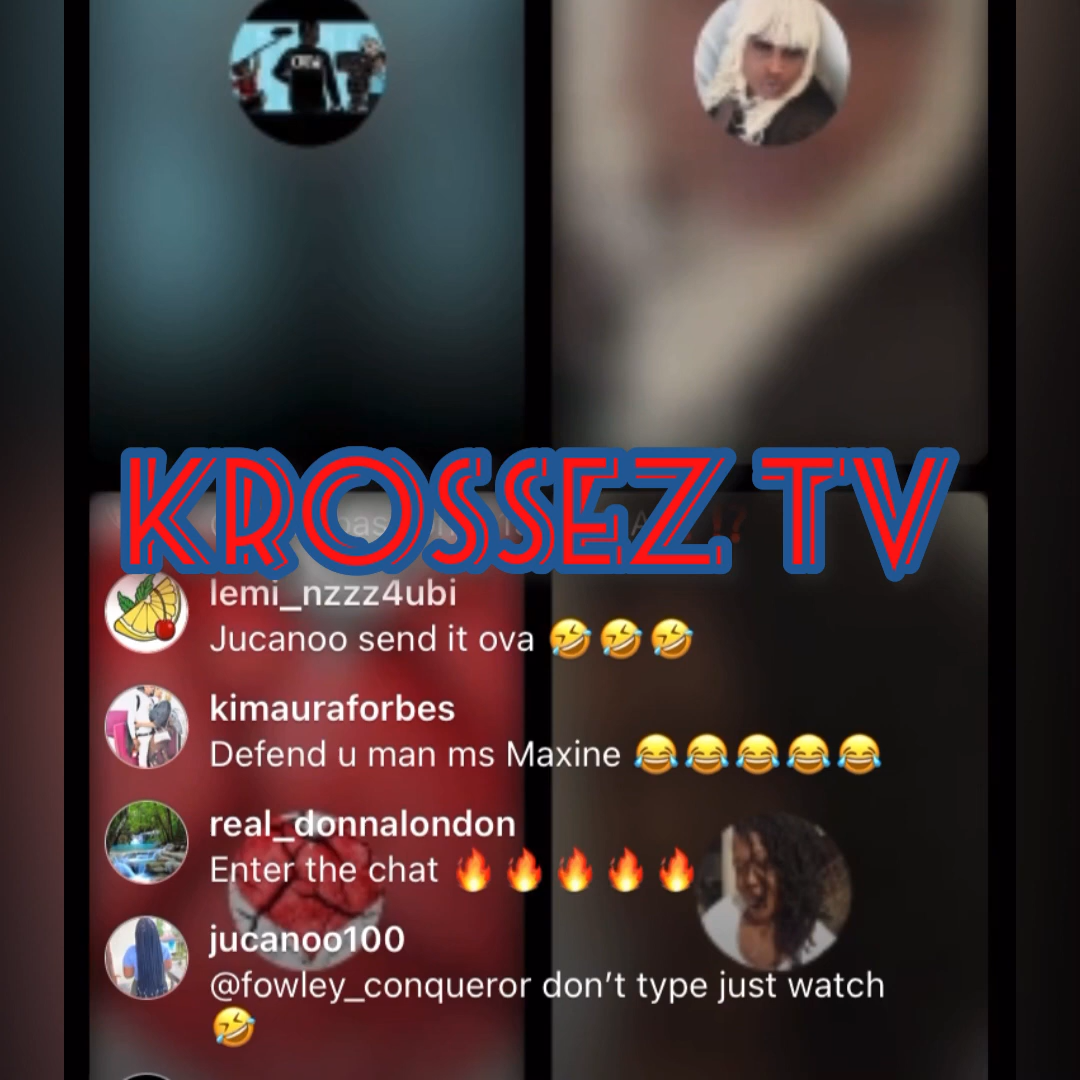 CREW
KROSSEZ TV
lemi_nzzz4ubi
Jucanoo send it ova 🤣🤣🤣
kimauraforbes
Defend u man ms Maxine 😂😂😂😂😂
real_donnalondon
Enter the chat 🔥🔥🔥🔥🔥
jucanoo100
@fowley_conqueror don’t type just watch
🤣